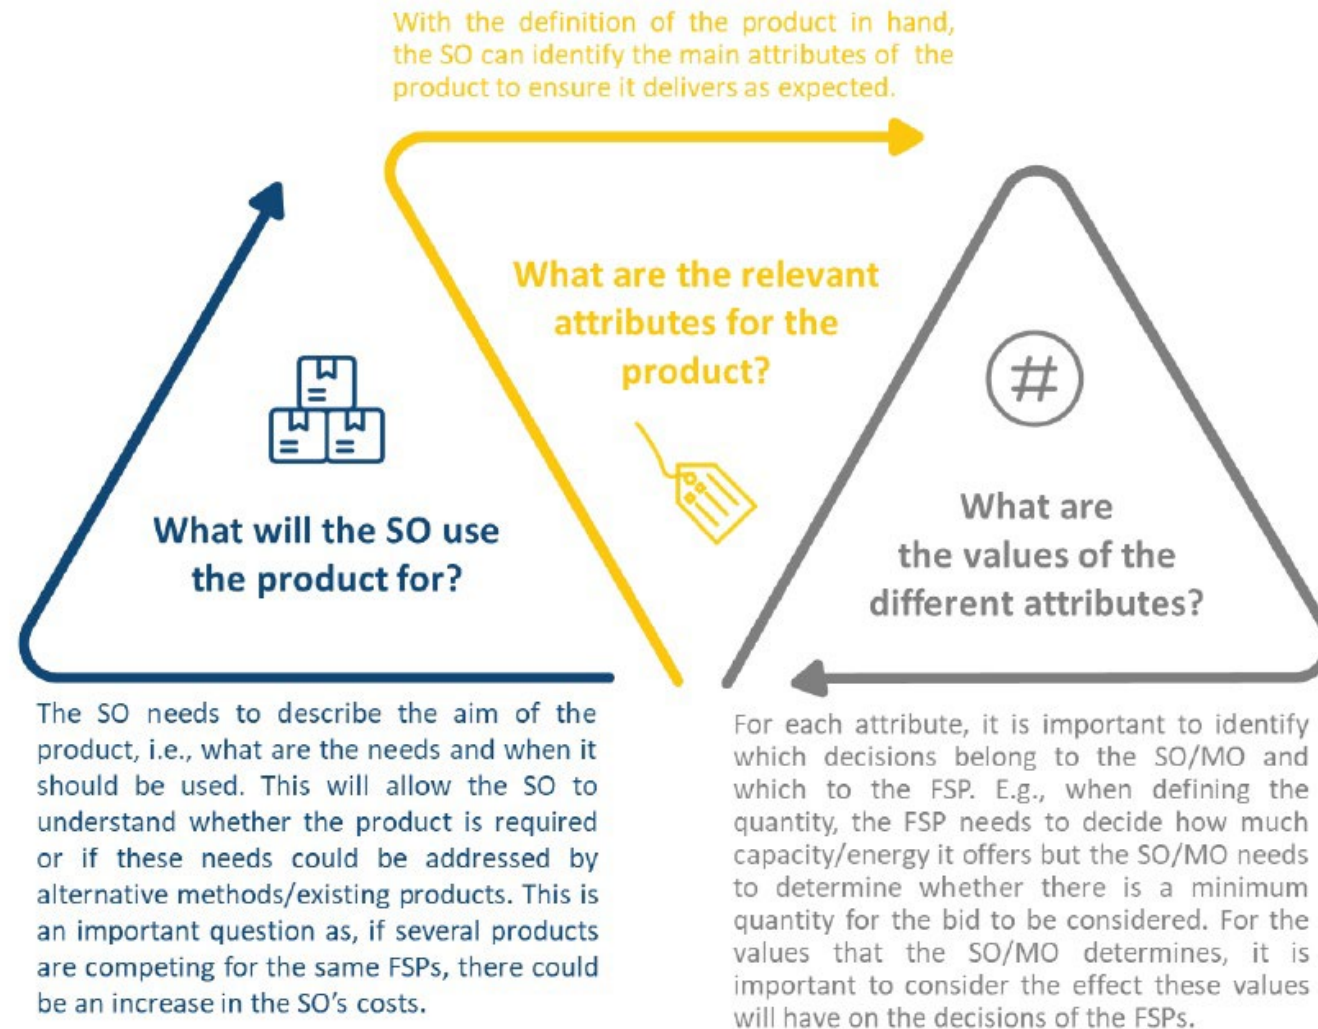 With the definition of the product in hand,
the SO can identify the main attributes of the
product to ensure it delivers as expected.
What are the relevant
attributes for the
product?
What will the SO use
the product for?
#
What are
the values of the
different attributes?
The SO needs to describe the aim of the
product, i.e., what are the needs and when it
should be used. This will allow the SO to
understand whether the product is required
or if these needs could be addressed by
alternative methods/existing products. This is
an important question as, if several products
are competing for the same FSPs, there could
be an increase in the SO’s costs.
For each attribute, it is important to identify
which decisions belong to the SO/MO and
which to the FSP. E.g., when defining the
quantity, the FSP needs to decide how much
capacity/energy it offers but the SO/MO needs
to determine whether there is a minimum
quantity for the bid to be considered. For the
values that the SO/MO determines, it is
important to consider the effect these values
will have on the decisions of the FSPs.